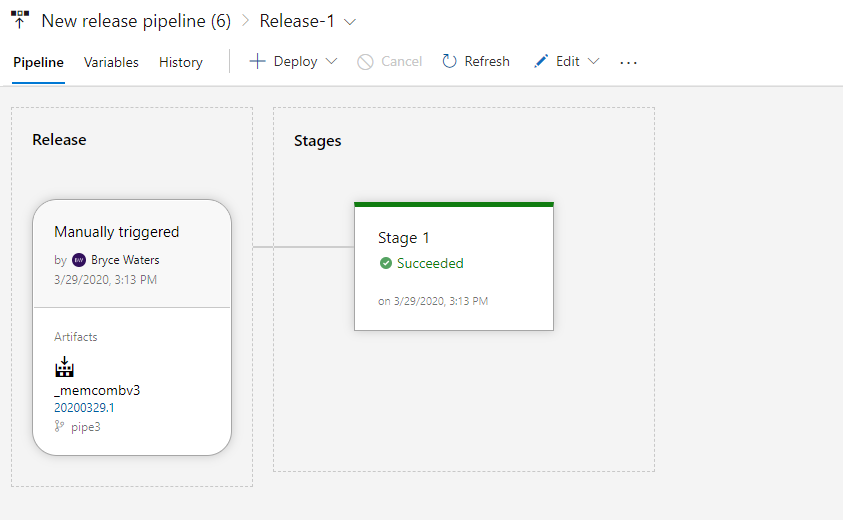 New release pipeline (6) > Release-1
Pipeline Variables History Deploy Cancel Refresh Edit ...
Release
Stages
Manually triggered
by BW Bryce Waters
3/29/2020, 3:13 PM
Stage 1
Succeeded
on 3/29/2020, 3:13 PM
Artifacts
_memcombv3
20200329.1
pipe3